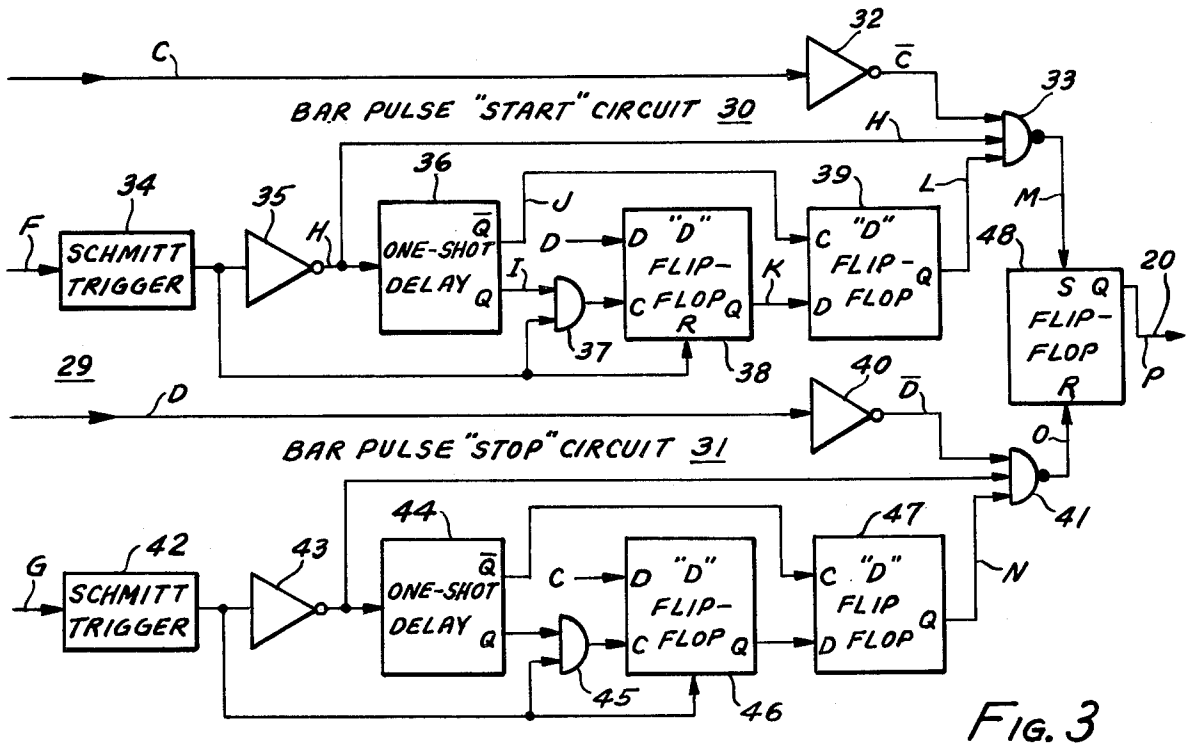 C
32
C̅
33
BAR PULSE "START" CIRCUIT 30
H
34
35
36
J
39
L
M
F
SCHMITT
TRIGGER
H
ONE-SHOT
DELAY
Q̅
Q
I
37
D
D "D"
FLIP-
FLOP
C
Q
R
38
K
C "D"
FLIP-
FLOP
D
Q
48
S Q
FLIP-
FLOP
R
20
P
29
D
40
D̅
O
41
BAR PULSE "STOP" CIRCUIT 31
42
43
44
47
N
G
SCHMITT
TRIGGER
ONE-SHOT
DELAY
Q̅
Q
45
C
D "D"
FLIP-
FLOP
C
Q
46
C "D"
FLIP
FLOP
D
Q
FIG. 3